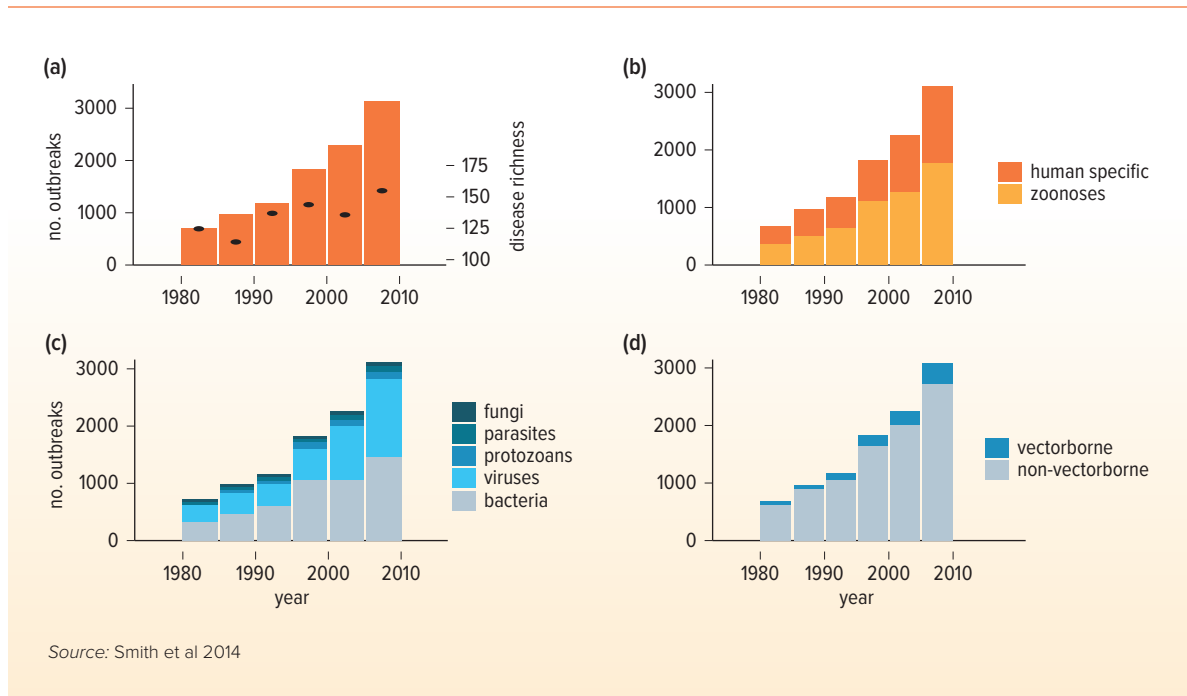 (a)
no. outbreaks
3000
2000
1000
0
175
150
125
100
disease richness
1980 1990 2000 2010
(b)
3000
2000
1000
0
1980 1990 2000 2010
human specific
zoonoses
(c)
no. outbreaks
3000
2000
1000
0
1980 1990 2000 2010
year
fungi
parasites
protozoans
viruses
bacteria
(d)
3000
2000
1000
0
1980 1990 2000 2010
year
vectorborne
non-vectorborne
Source: Smith et al 2014